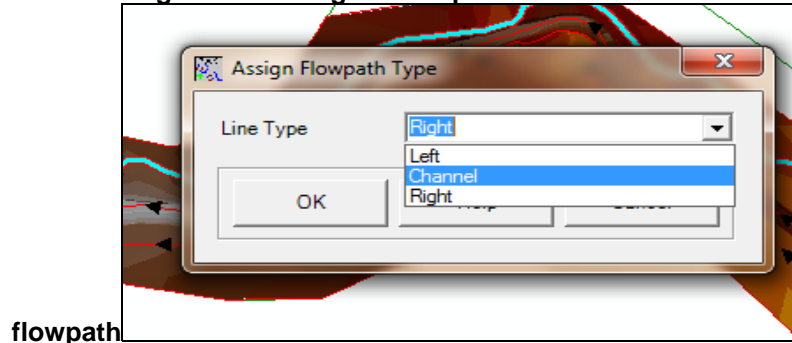 Assign Flowpath Type
Line Type
Right
Left
Channel
Right
OK
flowpath